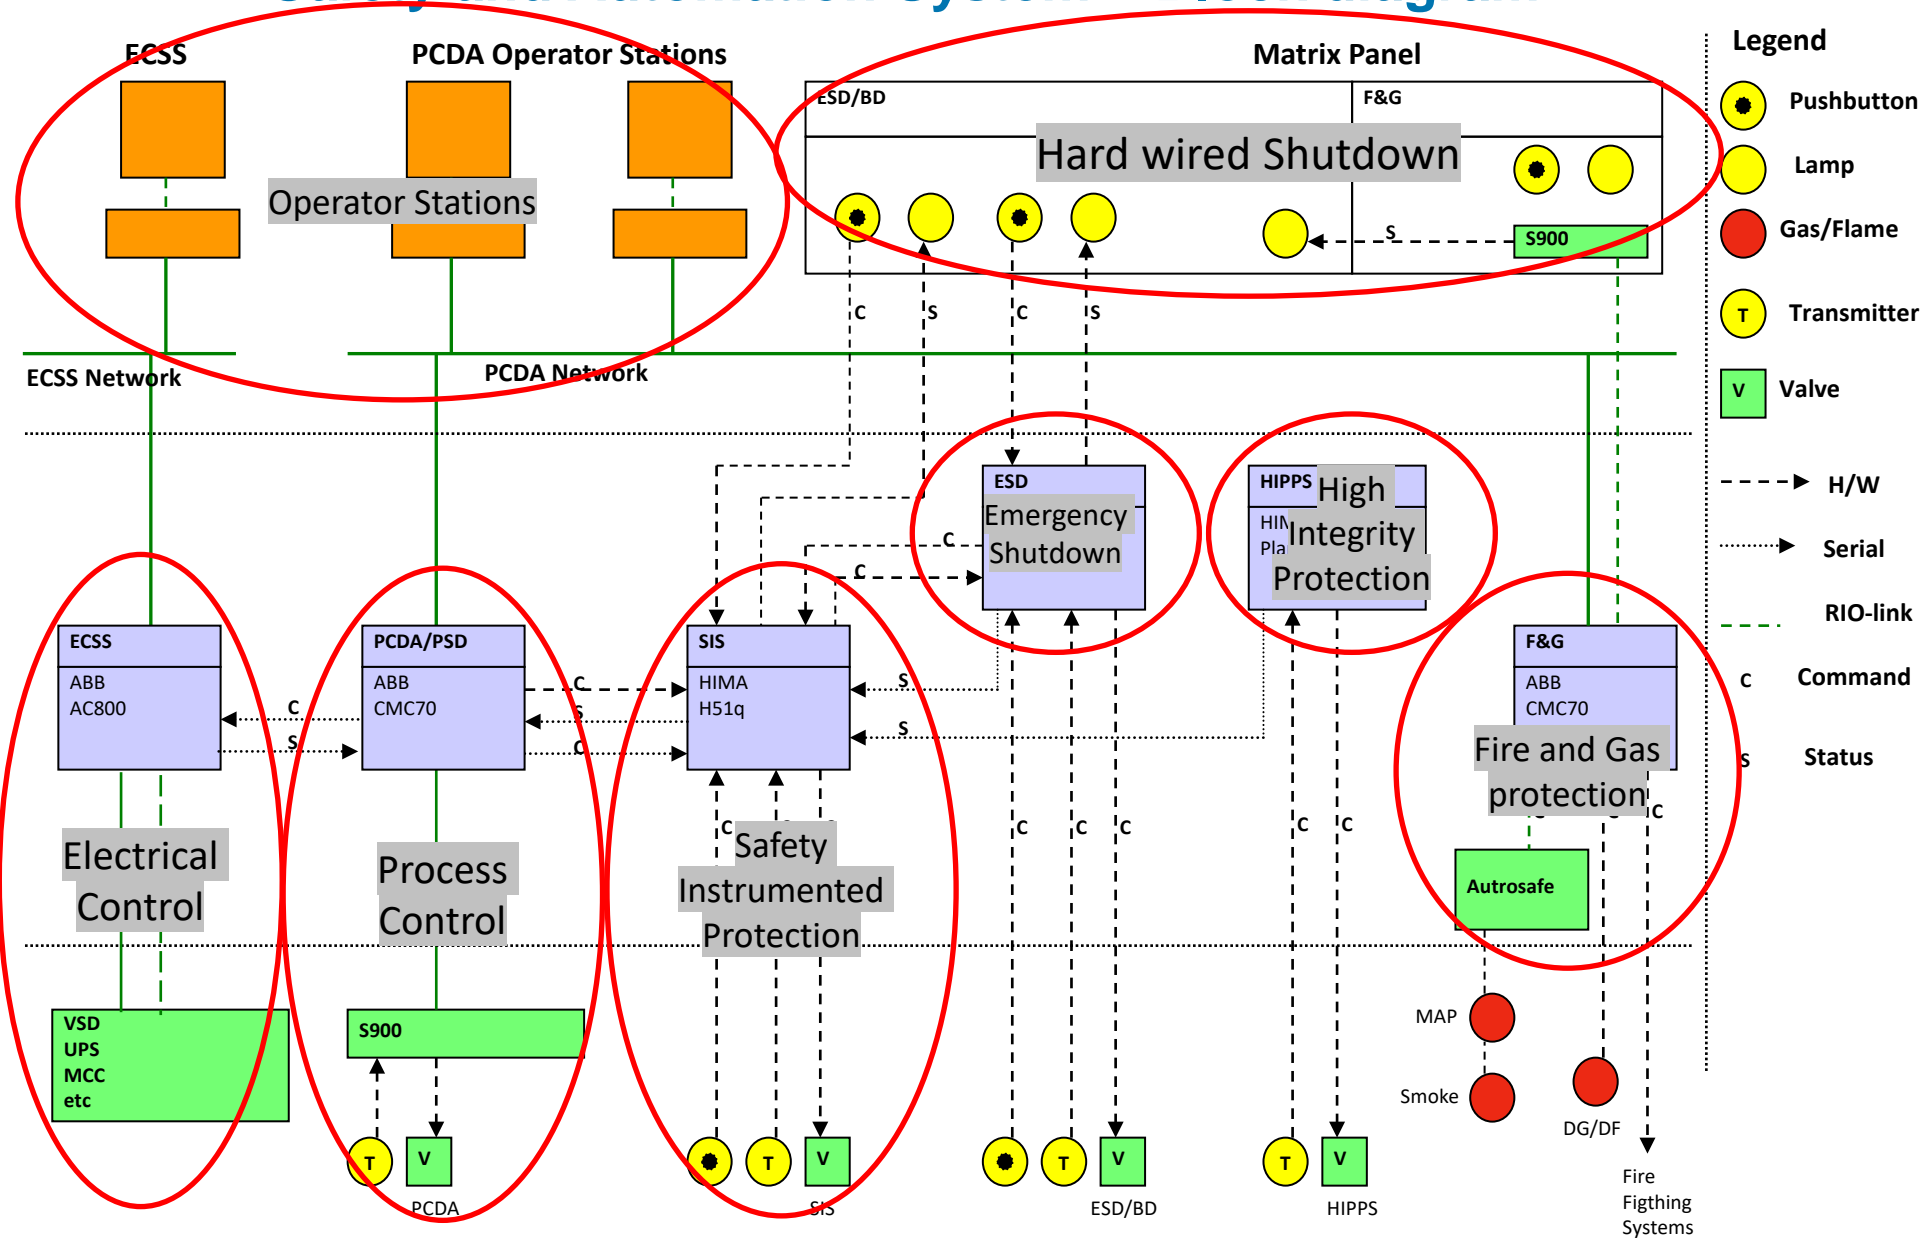 ECSS
PCDA Operator Stations
Matrix Panel
Legend
ESD/BD
F&G
Pushbutton
Hard wired Shutdown
Lamp
Operator Stations
S900
S
Gas/Flame
C
S
C
S
T
Transmitter
ECSS Network
PCDA Network
V
Valve
ESD
Emergency
Shutdown
HIPPS
High
Integrity
Protection
H/W
C
C
Serial
ECSS
ABB
AC800
PCDA/PSD
ABB
CMC70
SIS
HIMA
H51q
F&G
ABB
CMC70
RIO-link
C
S
C
S
C
S
S
C
Command
S
Status
Fire and Gas
protection
C
C
C
Electrical
Control
Process
Control
C
Safety
Instrumented
Protection
C
C
C
C
C
Autrosafe
VSD
UPS
MCC
etc
S900
MAP
Smoke
DG/DF
T
V
PCDA
T
V
SIS
T
V
ESD/BD
T
V
HIPPS
Fire
Figthing
Systems